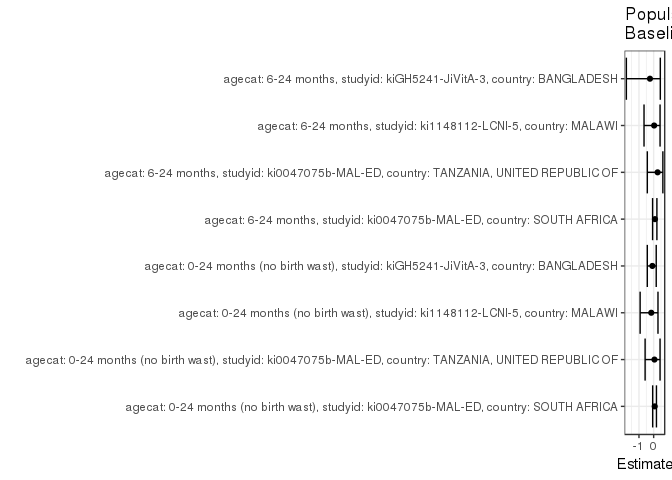 Popul
Baseli
agecat: 6-24 months, studyid: kiGH5241-JiVitA-3, country: BANGLADESH
agecat: 6-24 months, studyid: ki1148112-LCNI-5, country: MALAWI
agecat: 6-24 months, studyid: ki0047075b-MAL-ED, country: TANZANIA, UNITED REPUBLIC OF
agecat: 6-24 months, studyid: ki0047075b-MAL-ED, country: SOUTH AFRICA
agecat: 0-24 months (no birth wast), studyid: kiGH5241-JiVitA-3, country: BANGLADESH
agecat: 0-24 months (no birth wast), studyid: ki1148112-LCNI-5, country: MALAWI
agecat: 0-24 months (no birth wast), studyid: ki0047075b-MAL-ED, country: TANZANIA, UNITED REPUBLIC OF
agecat: 0-24 months (no birth wast), studyid: ki0047075b-MAL-ED, country: SOUTH AFRICA
-1 0
Estimate